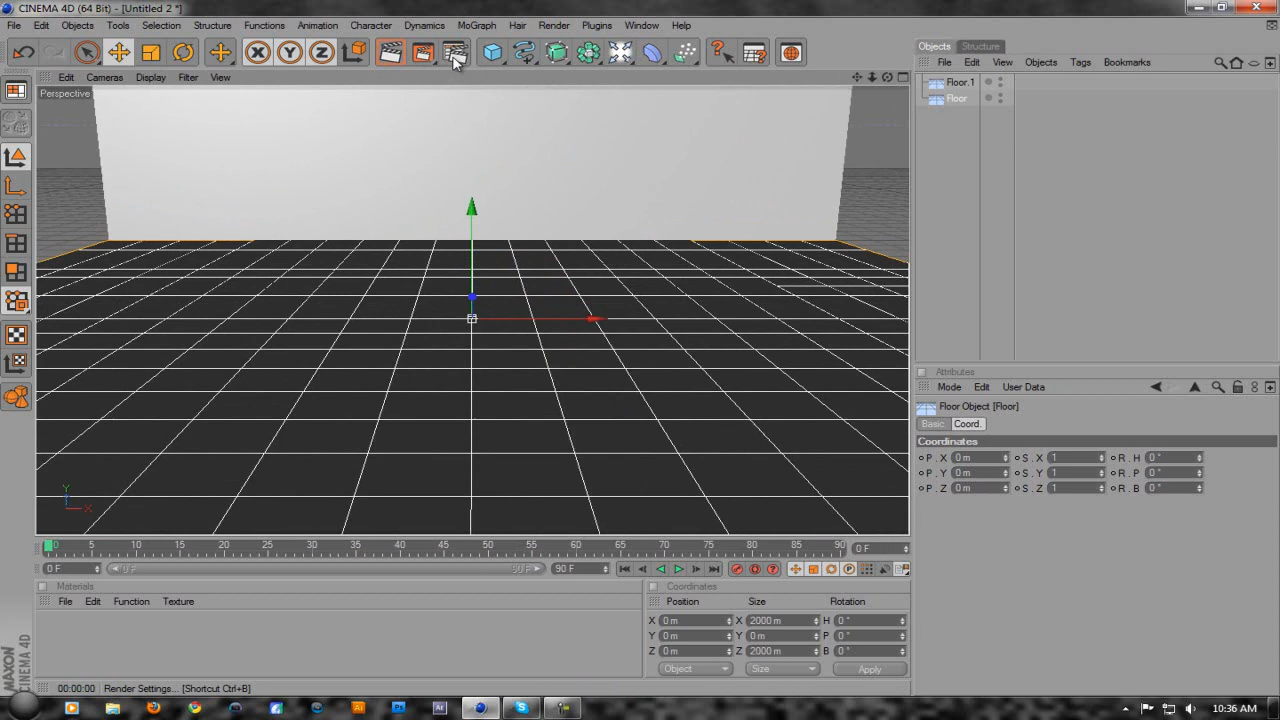 CINEMA 4D (64 Bit) - [Untitled 2 *]
File Edit Objects Tools Selection Structure Functions Animation Character Dynamics MoGraph Hair Render Plugins Window Help
Objects Structure
File Edit View Objects Tags Bookmarks
Edit Cameras Display Filter View
Perspective
Floor.1
Floor
Attributes
Mode Edit User Data
Floor Object [Floor]
Basic Coord.
Coordinates
P . X 0 m S . X 1 R . H 0 °
P . Y 0 m S . Y 1 R . P 0 °
P . Z 0 m S . Z 1 R . B 0 °
Y
X
0 5 10 15 20 25 30 35 40 45 50 55 60 65 70 75 80 85 90 0 F
0 F 0 F 90 F 90 F
Materials
File Edit Function Texture
Coordinates
Position Size Rotation
X 0 m X 2000 m H 0 °
Y 0 m Y 0 m P 0 °
Z 0 m Z 2000 m B 0 °
Object Size Apply
MAXON
CINEMA 4D
00:00:00 Render Settings... [Shortcut Ctrl+B]
10:36 AM